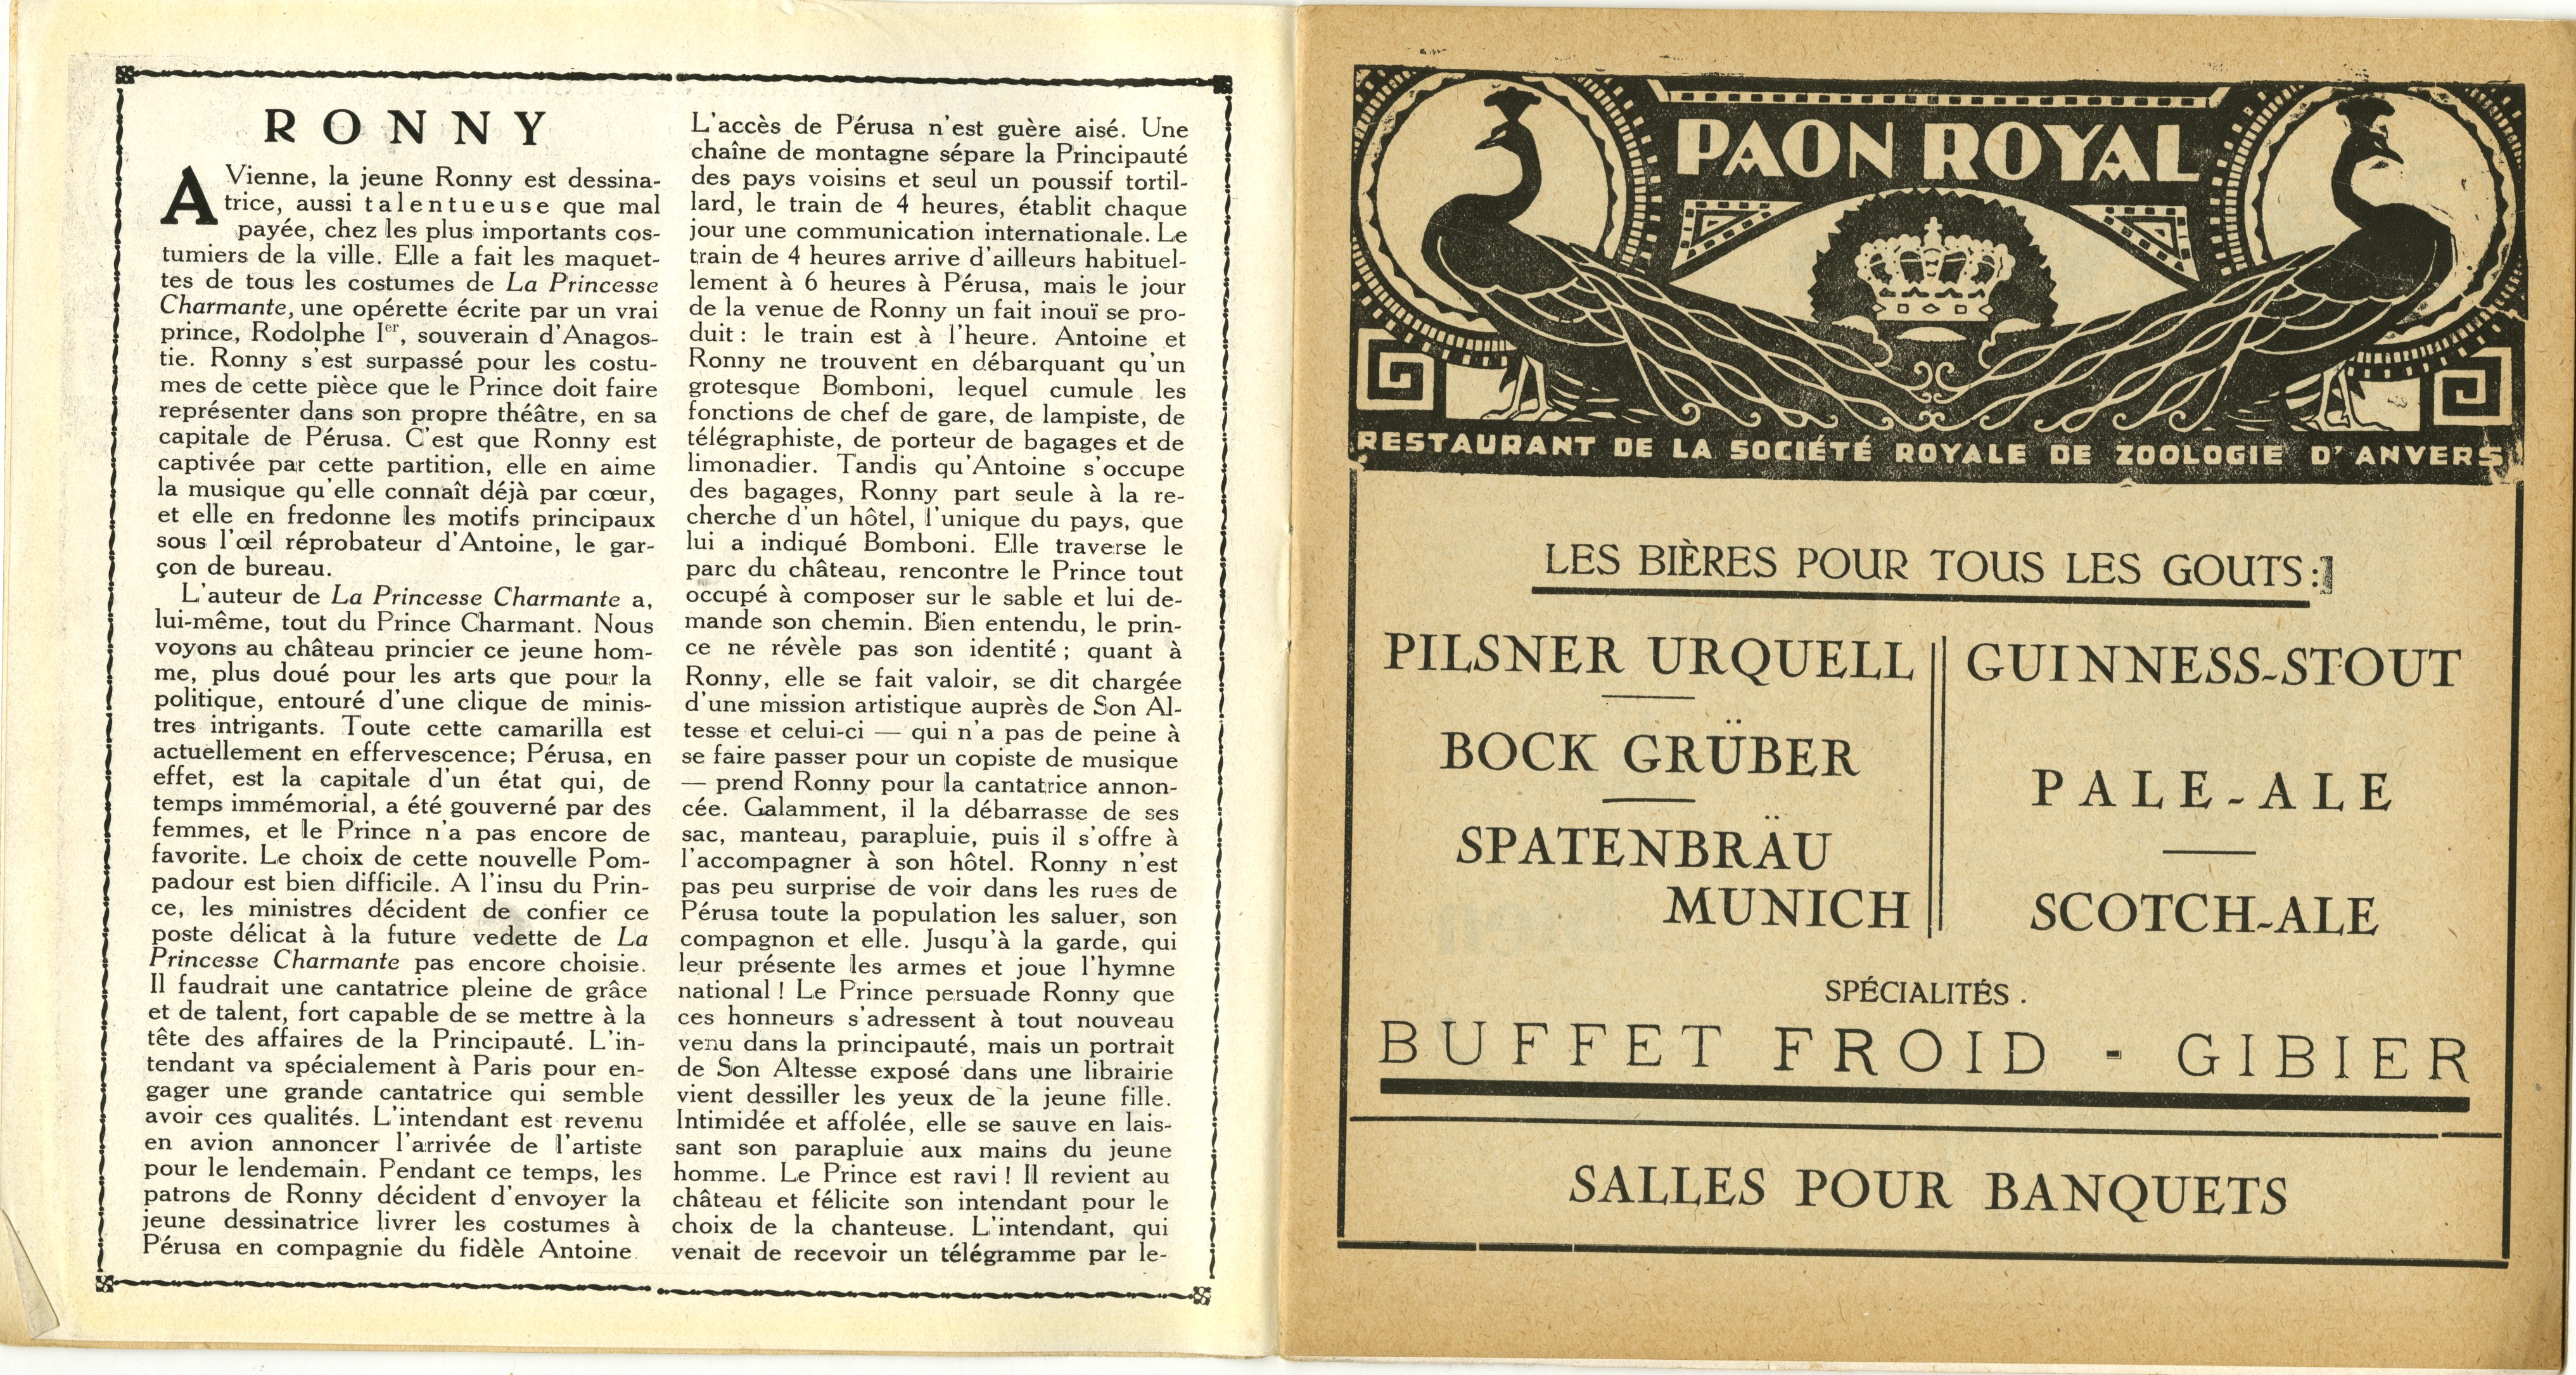 RONNY
A Vienne, la jeune Ronny est dessina-
trice, aussi talentueuse que mal
payée, chez les plus importants cos-
tumiers de la ville. Elle a fait les maquet-
tes de tous les costumes de La Princesse
Charmante, une opérette écrite par un vrai
prince, Rodolphe Ier, souverain d'Anagos-
tie. Ronny s'est surpassé pour les costu-
mes de cette pièce que le Prince doit faire
représenter dans son propre théâtre, en sa
capitale de Pérusa. C'est que Ronny est
captivée par cette partition, elle en aime
la musique qu'elle connaît déjà par cœur,
et elle en fredonne les motifs principaux
sous l'œil réprobateur d'Antoine, le gar-
çon de bureau.
L'auteur de La Princesse Charmante a,
lui-même, tout du Prince Charmant. Nous
voyons au château princier ce jeune hom-
me, plus doué pour les arts que pour la
politique, entouré d'une clique de minis-
tres intrigants. Toute cette camarilla est
actuellement en effervescence; Pérusa, en
effet, est la capitale d'un état qui, de
temps immémorial, a été gouverné par des
femmes, et le Prince n'a pas encore de
favorite. Le choix de cette nouvelle Pom-
padour est bien difficile. A l'insu du Prin-
ce, les ministres décident de confier ce
poste délicat à la future vedette de La
Princesse Charmante pas encore choisie.
Il faudrait une cantatrice pleine de grâce
et de talent, fort capable de se mettre à la
tête des affaires de la Principauté. L'in-
tendant va spécialement à Paris pour en-
gager une grande cantatrice qui semble
avoir ces qualités. L'intendant est revenu
en avion annoncer l'arrivée de l'artiste
pour le lendemain. Pendant ce temps, les
patrons de Ronny décident d'envoyer la
jeune dessinatrice livrer les costumes à
Pérusa en compagnie du fidèle Antoine.
L'accès de Pérusa n'est guère aisé. Une
chaîne de montagne sépare la Principauté
des pays voisins et seul un poussif tortil-
lard, le train de 4 heures, établit chaque
jour une communication internationale. Le
train de 4 heures arrive d'ailleurs habituel-
lement à 6 heures à Pérusa, mais le jour
de la venue de Ronny un fait inouï se pro-
duit : le train est à l'heure. Antoine et
Ronny ne trouvent en débarquant qu'un
grotesque Bomboni, lequel cumule les
fonctions de chef de gare, de lampiste, de
télégraphiste, de porteur de bagages et de
limonadier. Tandis qu'Antoine s'occupe
des bagages, Ronny part seule à la re-
cherche d'un hôtel, l'unique du pays, que
lui a indiqué Bomboni. Elle traverse le
parc du château, rencontre le Prince tout
occupé à composer sur le sable et lui de-
mande son chemin. Bien entendu, le prin-
ce ne révèle pas son identité ; quant à
Ronny, elle se fait valoir, se dit chargée
d'une mission artistique auprès de Son Al-
tesse et celui-ci — qui n'a pas de peine à
se faire passer pour un copiste de musique
— prend Ronny pour la cantatrice annon-
cée. Galamment, il la débarrasse de ses
sac, manteau, parapluie, puis il s'offre à
l'accompagner à son hôtel. Ronny n'est
pas peu surprise de voir dans les rues de
Pérusa toute la population les saluer, son
compagnon et elle. Jusqu'à la garde, qui
leur présente les armes et joue l'hymne
national ! Le Prince persuade Ronny que
ces honneurs s'adressent à tout nouveau
venu dans la principauté, mais un portrait
de Son Altesse exposé dans une librairie
vient dessiller les yeux de la jeune fille.
Intimidée et affolée, elle se sauve en lais-
sant son parapluie aux mains du jeune
homme. Le Prince est ravi ! Il revient au
château et félicite son intendant pour le
choix de la chanteuse. L'intendant, qui
venait de recevoir un télégramme par le-
PAON ROYAL
RESTAURANT DE LA SOCIÉTÉ ROYALE DE ZOOLOGIE D'ANVERS
LES BIÈRES POUR TOUS LES GOUTS:
PILSNER URQUELL
BOCK GRÜBER
SPATENBRÄU
MUNICH
GUINNESS-STOUT
PALE-ALE
SCOTCH-ALE
SPÉCIALITÉS.
BUFFET FROID - GIBIER
SALLES POUR BANQUETS